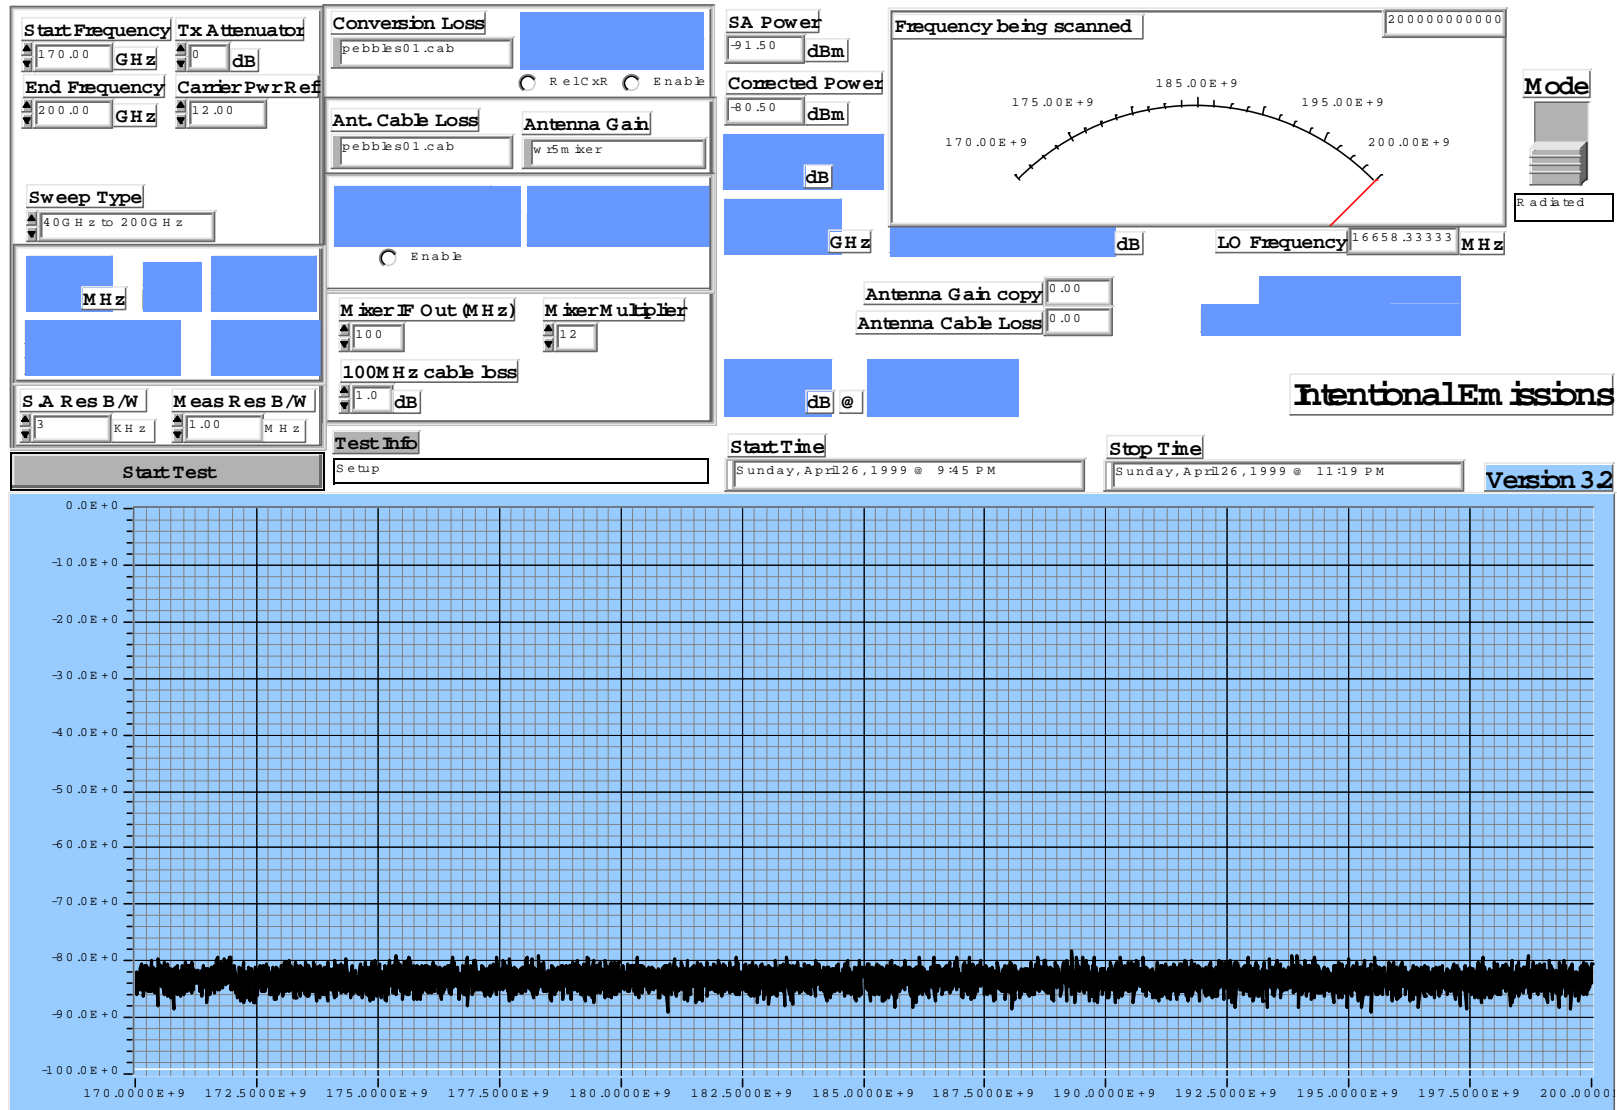 Start Frequency
170.00
GHz
Tx Attenuator
0
dB
End Frequency
200.00
GHz
Carrier Pwr Ref
12.00
Sweep Type
40GHz to 200GHz
MHz
S.A Res B/W
3
KHz
Meas Res B/W
1.00
MHz
Start Test
Conversion Loss
pebbles01.cab
RelCxR
Enable
Ant. Cable Loss
pebbles01.cab
Antenna Gain
wr5mixer
Enable
Mixer IF Out (MHz)
100
Mixer Multiplier
12
100MHz cable loss
1.0
dB
Test Info
Setup
SA Power
-91.50
dBm
Corrected Power
-80.50
dBm
dB
GHz
dB
Frequency being scanned
200000000000
170.00E+9
175.00E+9
185.00E+9
195.00E+9
200.00E+9
Mode
Radiated
LO Frequency
16658.33333
MHz
Antenna Gain copy
0.00
Antenna Cable Loss
0.00
dB
@
Intentional Emissions
Start Time
Sunday, April 26, 1999 @ 9:45 PM
Stop Time
Sunday, April 26, 1999 @ 11:19 PM
Version 3.2
0.0E+0
-10.0E+0
-20.0E+0
-30.0E+0
-40.0E+0
-50.0E+0
-60.0E+0
-70.0E+0
-80.0E+0
-90.0E+0
-100.0E+0
170.0000E+9
172.5000E+9
175.0000E+9
177.5000E+9
180.0000E+9
182.5000E+9
185.0000E+9
187.5000E+9
190.0000E+9
192.5000E+9
195.0000E+9
197.5000E+9
200.0000